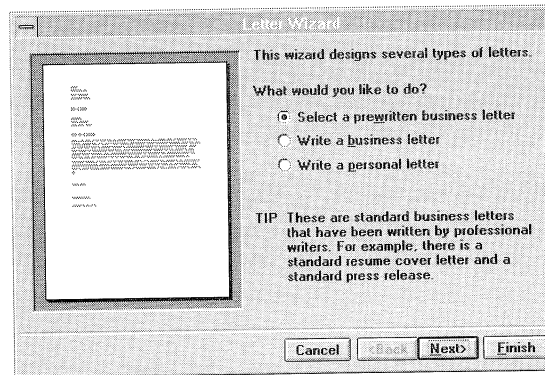 Letter Wizard
This wizard designs several types of letters.
What would you like to do?
Select a prewritten business letter
Write a business letter
Write a personal letter
TIP These are standard business letters
that have been written by professional
writers. For example, there is a
standard resume cover letter and a
standard press release.
Cancel <Back Next> Finish